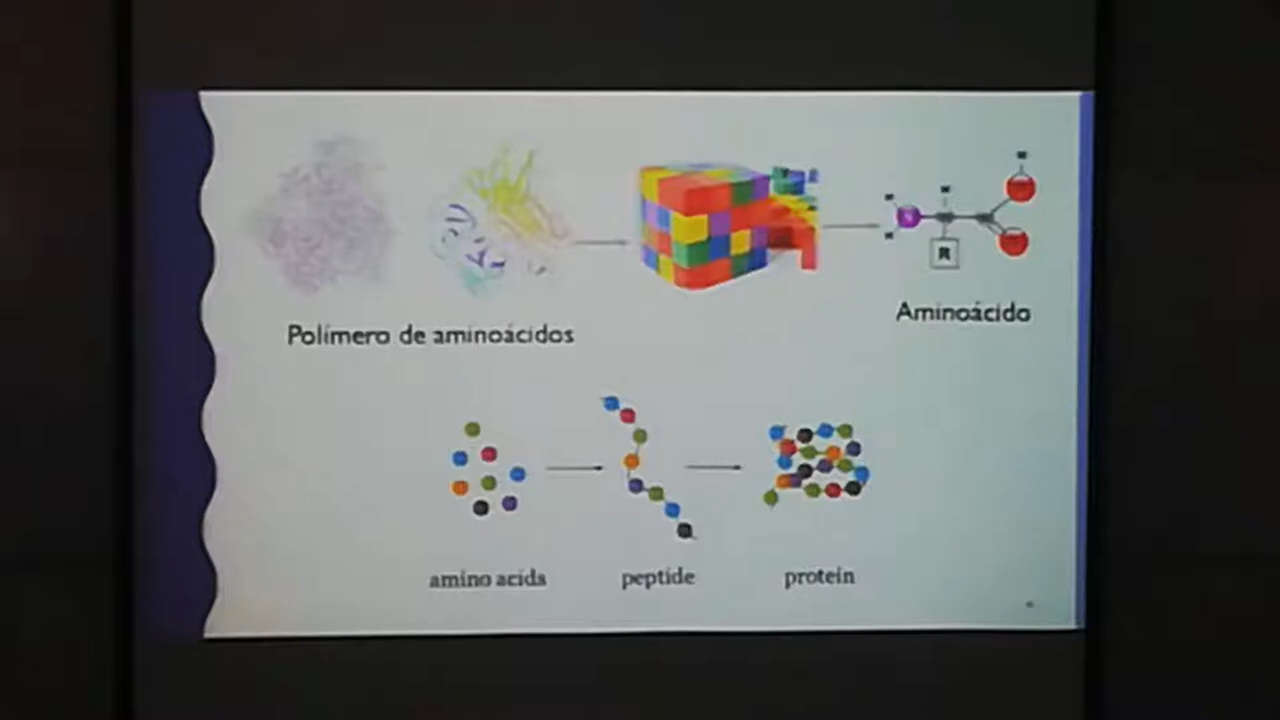 R
Aminoácido
Polímero de aminoácidos
amino acids
peptide
protein